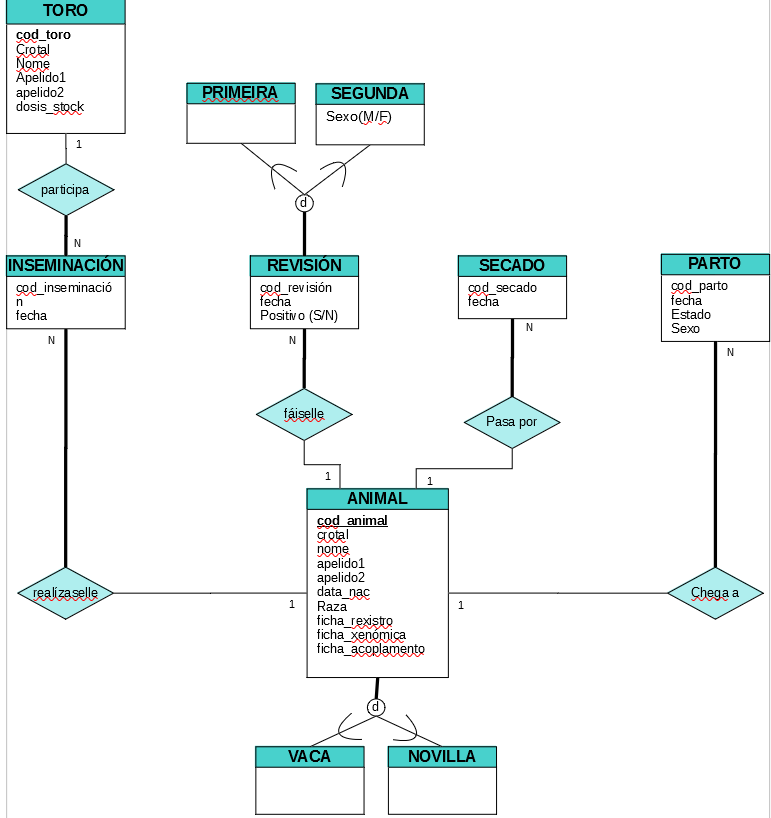 TORO
cod_toro
Crotal
Nome
Apelido1
apelido2
dosis_stock
1
participa
N
PRIMEIRA
SEGUNDA
Sexo(M/F)
d
INSEMINACIÓN
cod_inseminació
n
fecha
N
REVISIÓN
cod_revisión
fecha
Positivo (S/N)
N
SECADO
cod_secado
fecha
N
PARTO
cod_parto
fecha
Estado
Sexo
N
fáiselle
1
Pasa por
1
ANIMAL
cod_animal
crotal
nome
apelido1
apelido2
data_nac
Raza
ficha_rexistro
ficha_xenómica
ficha_acoplamento
realízaselle
1
1
Chega a
d
VACA
NOVILLA